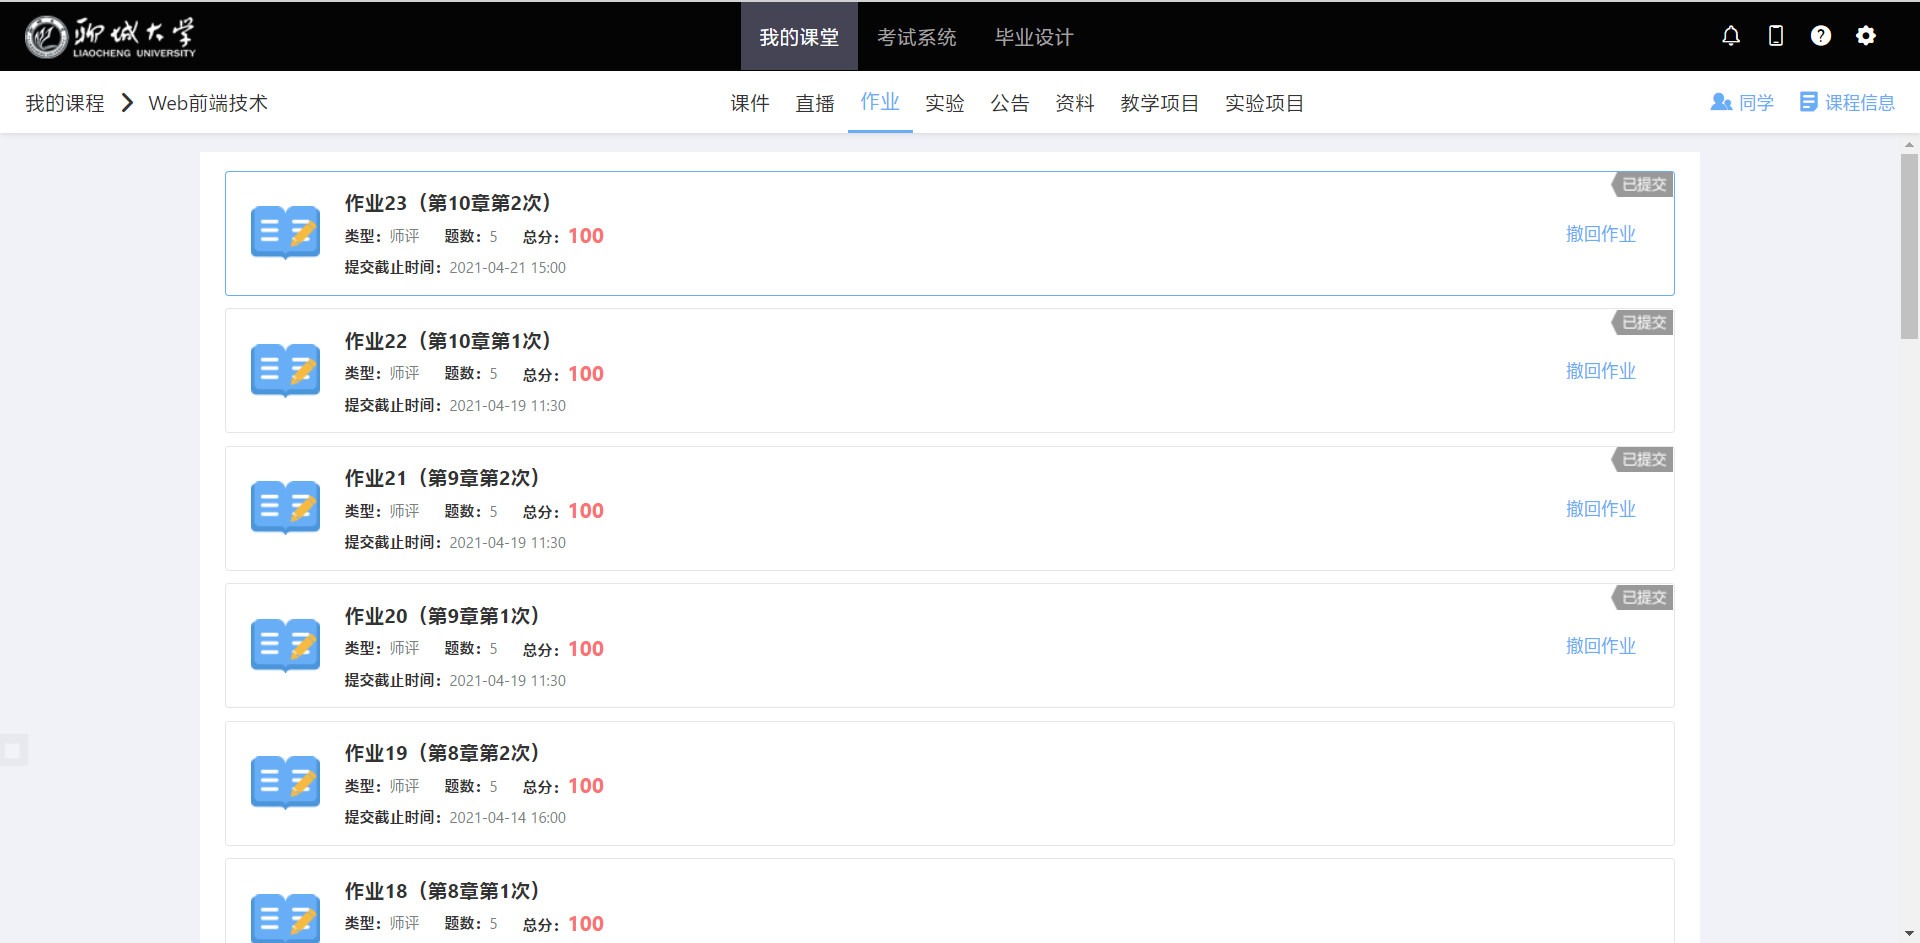 聊城大学
LIAOCHENG UNIVERSITY
我的课堂 考试系统 毕业设计
我的课程 Web前端技术
课件 直播 作业 实验 公告 资料 教学项目 实验项目
同学 课程信息
作业23（第10章第2次）
已提交
类型：师评 题数：5 总分：100
撤回作业
提交截止时间：2021-04-21 15:00
作业22（第10章第1次）
已提交
类型：师评 题数：5 总分：100
撤回作业
提交截止时间：2021-04-19 11:30
作业21（第9章第2次）
已提交
类型：师评 题数：5 总分：100
撤回作业
提交截止时间：2021-04-19 11:30
作业20（第9章第1次）
已提交
类型：师评 题数：5 总分：100
撤回作业
提交截止时间：2021-04-19 11:30
作业19（第8章第2次）
类型：师评 题数：5 总分：100
提交截止时间：2021-04-14 16:00
作业18（第8章第1次）
类型：师评 题数：5 总分：100